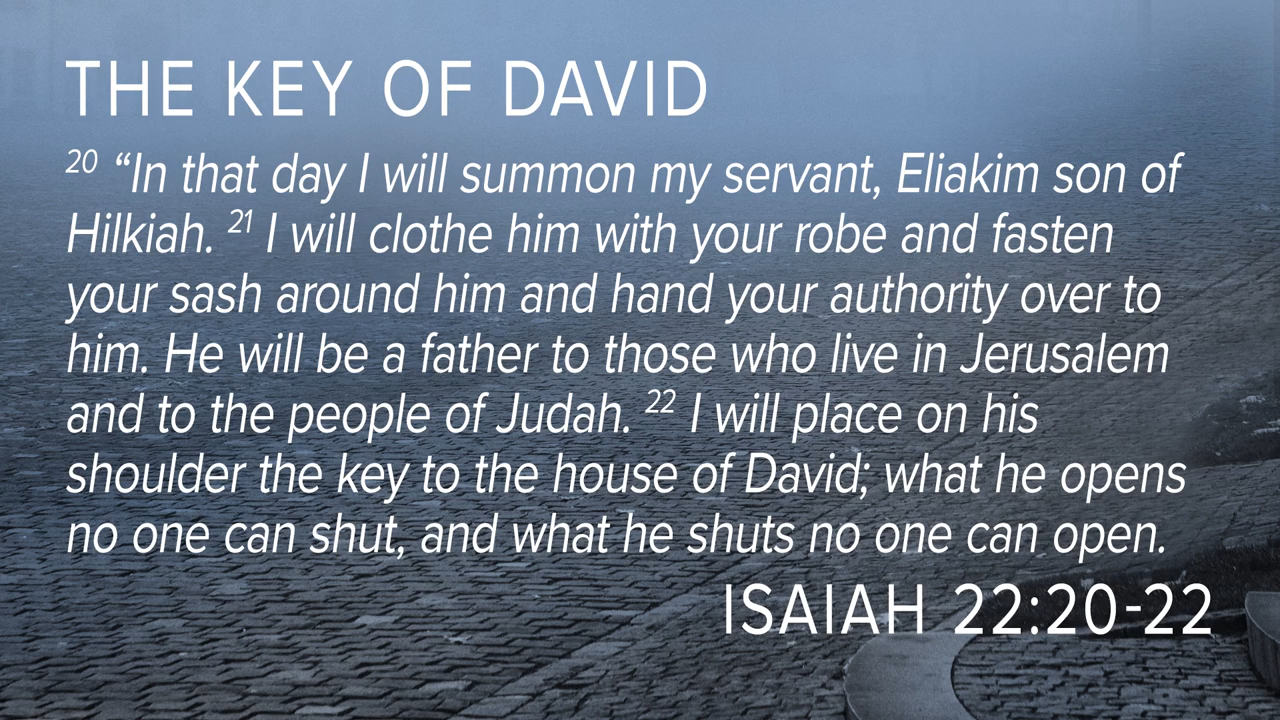 THE KEY OF DAVID
20 “In that day I will summon my servant, Eliakim son of
Hilkiah. 21 I will clothe him with your robe and fasten
your sash around him and hand your authority over to
him. He will be a father to those who live in Jerusalem
and to the people of Judah. 22 I will place on his
shoulder the key to the house of David; what he opens
no one can shut, and what he shuts no one can open.
ISAIAH 22:20-22